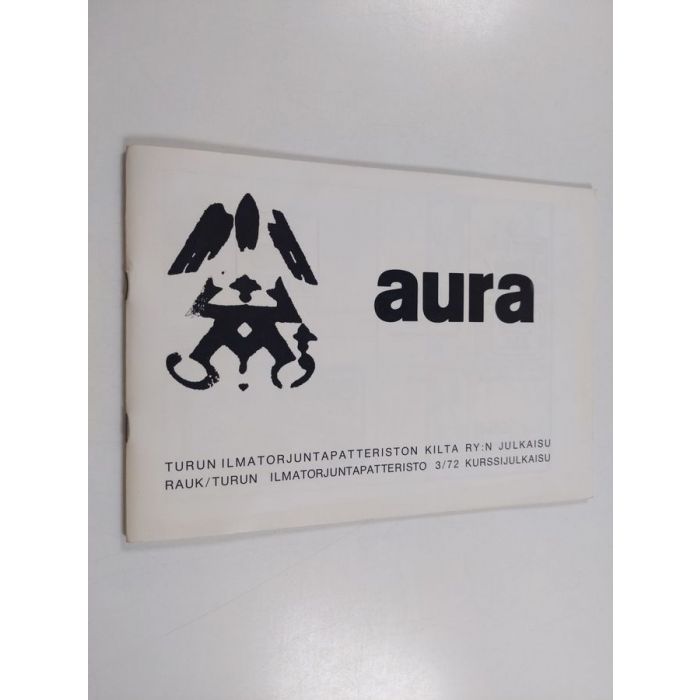 aura
TURUN ILMATORJUNTAPATTERISTON KILTA RY:N JULKAISU
RAUK/TURUN ILMATORJUNTAPATTERISTO 3/72 KURSSIJULKAISU